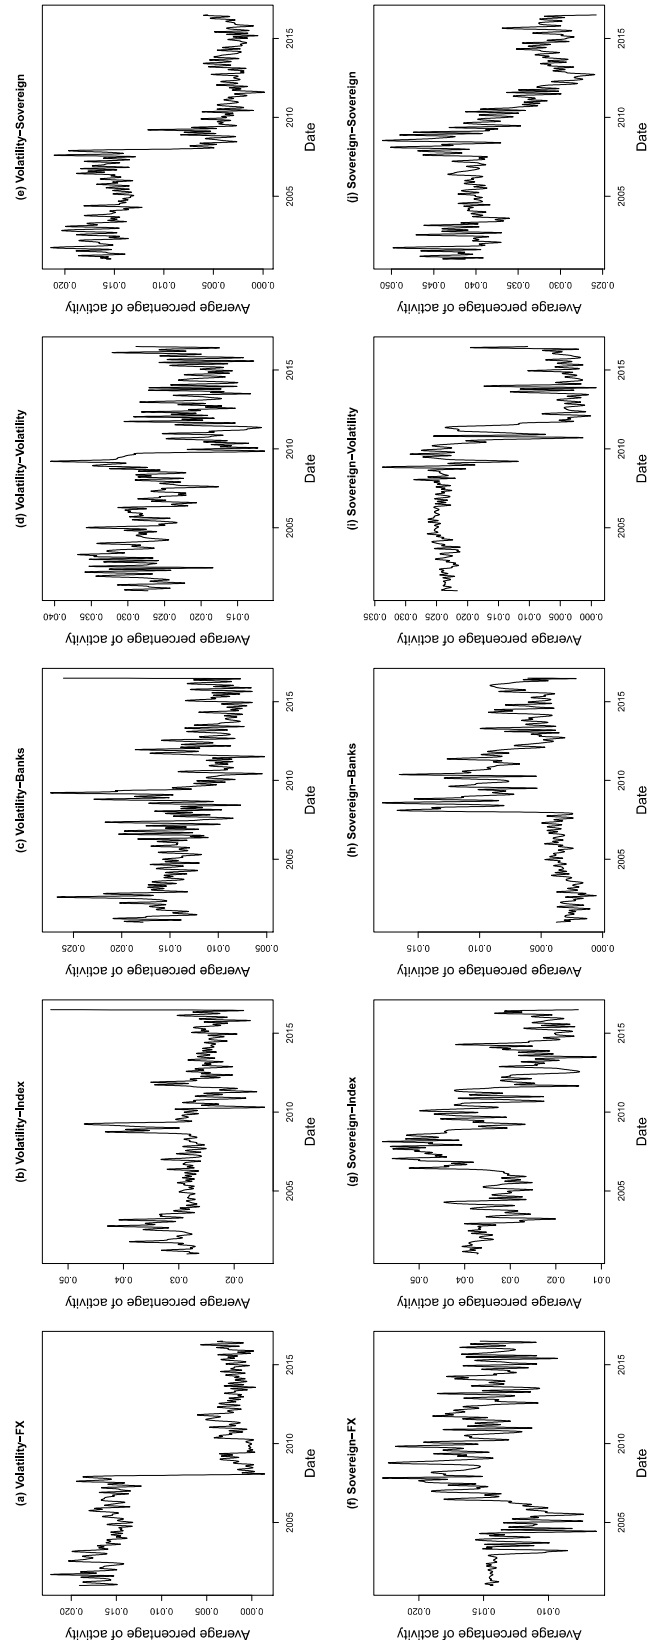 (a) Volatility−FX
Average percentage of activity
0.020
0.015
0.010
0.005
0.000
2005 2010 2015
Date
(b) Volatility−Index
Average percentage of activity
0.05
0.04
0.03
0.02
2005 2010 2015
Date
(c) Volatility−Banks
Average percentage of activity
0.025
0.020
0.015
0.010
0.005
2005 2010 2015
Date
(d) Volatility−Volatility
Average percentage of activity
0.040
0.035
0.030
0.025
0.020
0.015
2005 2010 2015
Date
(e) Volatility−Sovereign
Average percentage of activity
0.020
0.015
0.010
0.005
0.000
2005 2010 2015
Date
(f) Sovereign−FX
Average percentage of activity
0.020
0.015
0.010
2005 2010 2015
Date
(g) Sovereign−Index
Average percentage of activity
0.05
0.04
0.03
0.02
0.01
2005 2010 2015
Date
(h) Sovereign−Banks
Average percentage of activity
0.015
0.010
0.005
0.000
2005 2010 2015
Date
(i) Sovereign−Volatility
Average percentage of activity
0.035
0.030
0.025
0.020
0.015
0.010
0.005
0.000
2005 2010 2015
Date
(j) Sovereign−Sovereign
Average percentage of activity
0.050
0.045
0.040
0.035
0.030
0.025
2005 2010 2015
Date